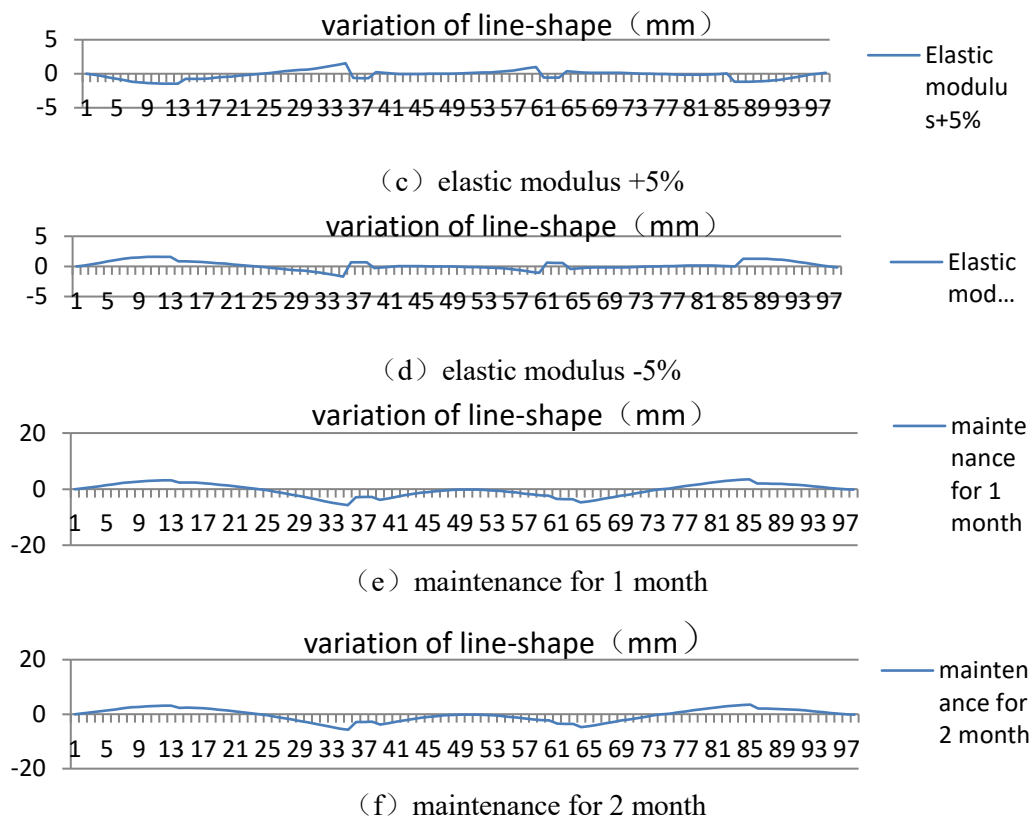 variation of line-shape（mm）
5
0
-5
1 5 9 13 17 21 25 29 33 37 41 45 49 53 57 61 65 69 73 77 81 85 89 93 97
Elastic
modulu
s+5%
（c）elastic modulus +5%
variation of line-shape（mm）
5
0
-5
1 5 9 13 17 21 25 29 33 37 41 45 49 53 57 61 65 69 73 77 81 85 89 93 97
Elastic
mod...
（d）elastic modulus -5%
variation of line-shape（mm）
20
0
-20
1 5 9 13 17 21 25 29 33 37 41 45 49 53 57 61 65 69 73 77 81 85 89 93 97
mainte
nance
for 1
month
（e）maintenance for 1 month
variation of line-shape（mm）
20
0
-20
1 5 9 13 17 21 25 29 33 37 41 45 49 53 57 61 65 69 73 77 81 85 89 93 97
mainten
ance for
2 month
（f）maintenance for 2 month